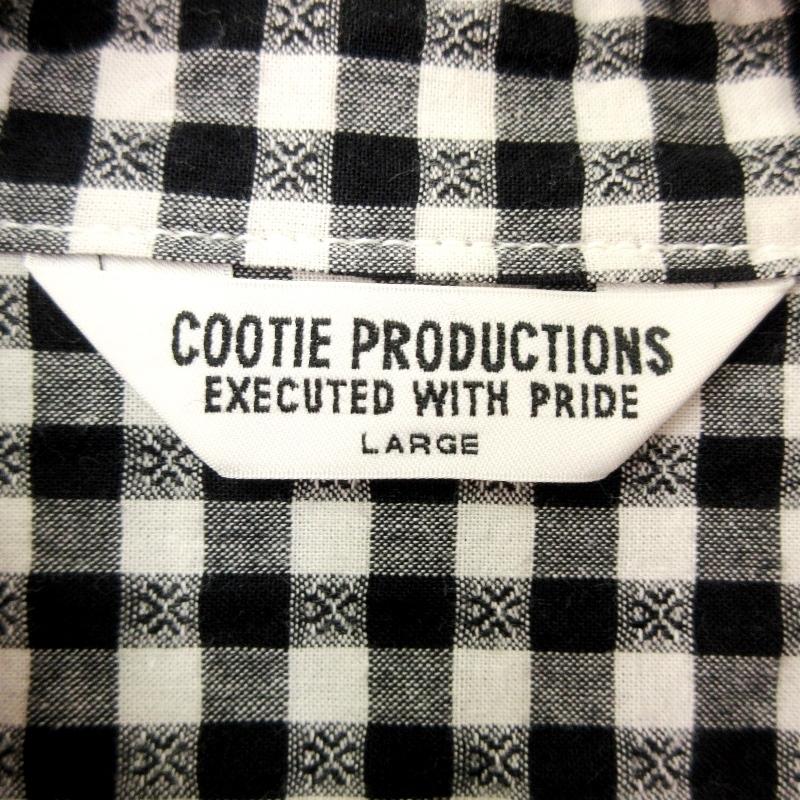 COOTIE PRODUCTIONS
EXECUTED WITH PRIDE
LARGE